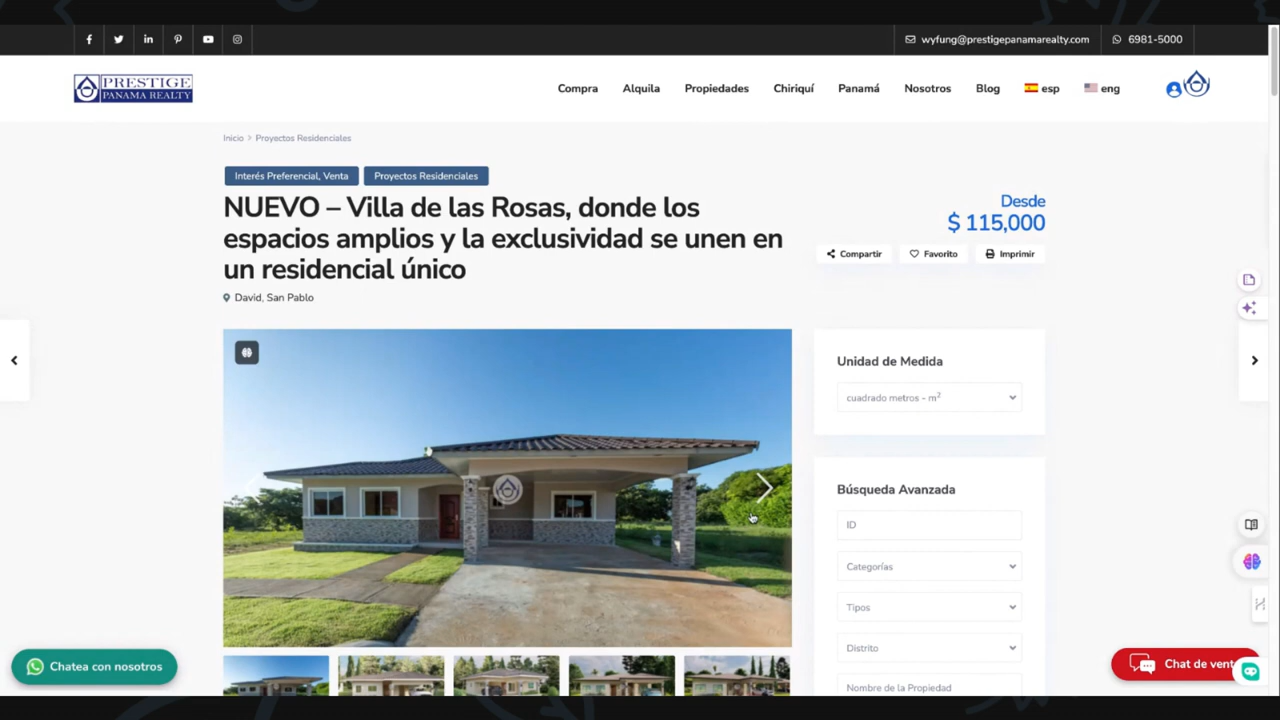 wyfung@prestigepanamarealty.com
6981-5000
PRESTIGE
PANAMA REALTY
Compra
Alquila
Propiedades
Chiriquí
Panamá
Nosotros
Blog
esp
eng
Inicio > Proyectos Residenciales
Interés Preferencial, Venta
Proyectos Residenciales
NUEVO – Villa de las Rosas, donde los
espacios amplios y la exclusividad se unen en
un residencial único
David, San Pablo
Desde
$ 115,000
Compartir
Favorito
Imprimir
Unidad de Medida
cuadrado metros - m²
Búsqueda Avanzada
ID
Categorías
Tipos
Distrito
Nombre de la Propiedad
Chatea con nosotros
Chat de vent